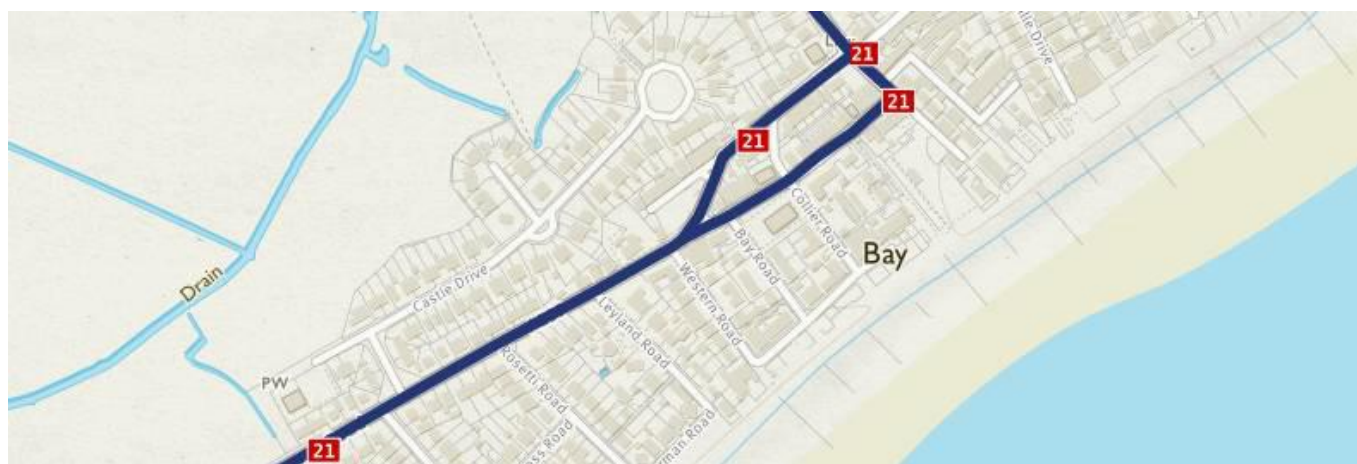 21
21
21
Collier Road
Bay
Bay Road
Drain
Castle Drive
Western Road
Leyland Road
Rosetti Road
PW
21